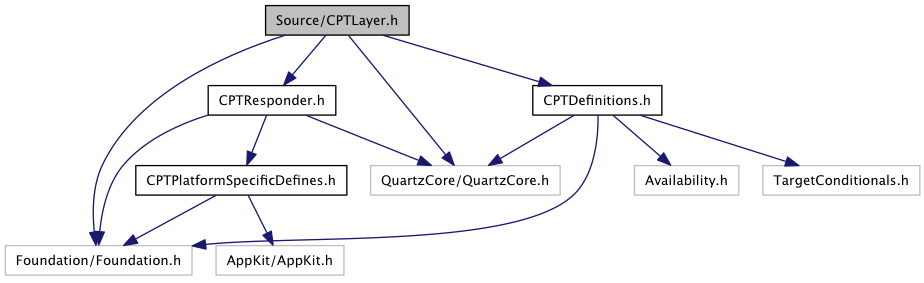 Source/CPTLayer.h
CPTResponder.h
CPTDefinitions.h
CPTPlatformSpecificDefines.h
QuartzCore/QuartzCore.h
Availability.h
TargetConditionals.h
Foundation/Foundation.h
AppKit/AppKit.h